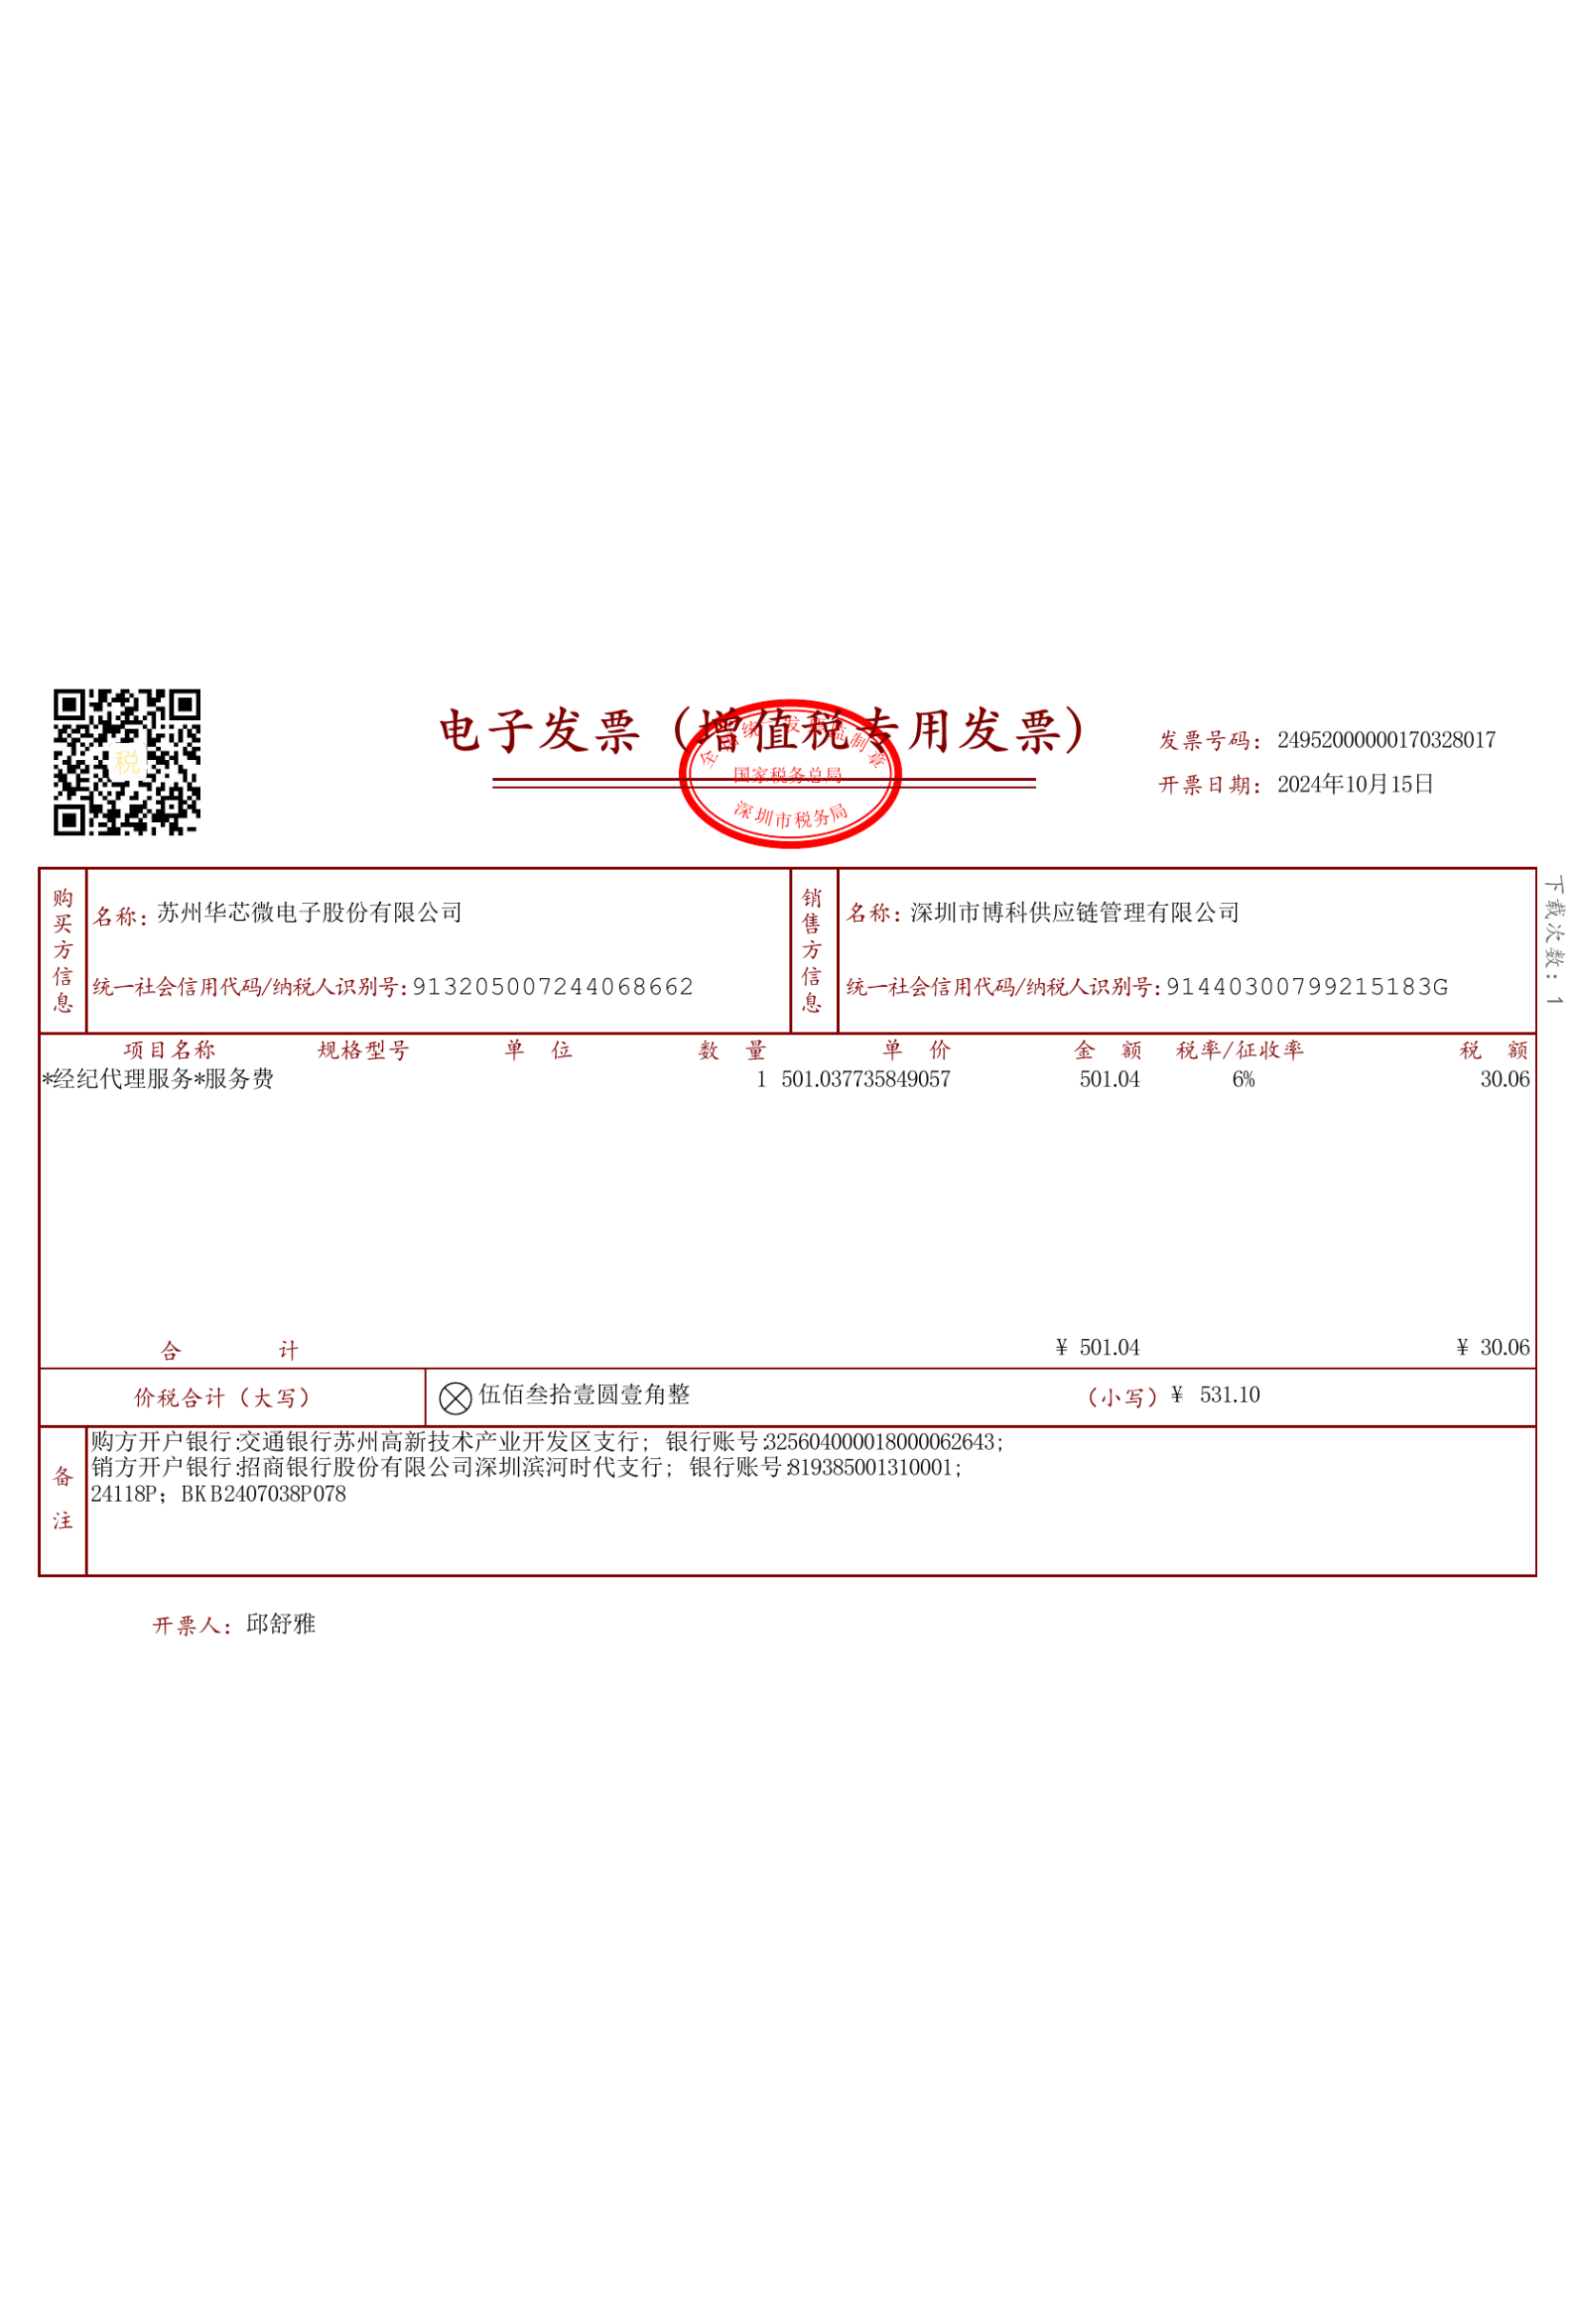 电子发票（增值税专用发票）
全国统一发票监制章
国家税务总局
深圳市税务局
税
发票号码：24952000000170328017
开票日期：2024年10月15日
下载次数：1
购买方信息
名称：苏州华芯微电子股份有限公司
统一社会信用代码/纳税人识别号：913205007244068662
销售方信息
名称：深圳市博科供应链管理有限公司
统一社会信用代码/纳税人识别号：91440300799215183G
项目名称 规格型号 单 位 数 量 单 价 金 额 税率/征收率 税 额
*经纪代理服务*服务费 1 501.037735849057 501.04 6% 30.06
合 计 ¥ 501.04 ¥ 30.06
价税合计（大写） 伍佰叁拾壹圆壹角整 （小写）¥ 531.10
备注
购方开户银行:交通银行苏州高新技术产业开发区支行； 银行账号:325604000018000062643;
销方开户银行:招商银行股份有限公司深圳滨河时代支行； 银行账号:819385001310001;
24118P；BKB2407038P078
开票人：邱舒雅